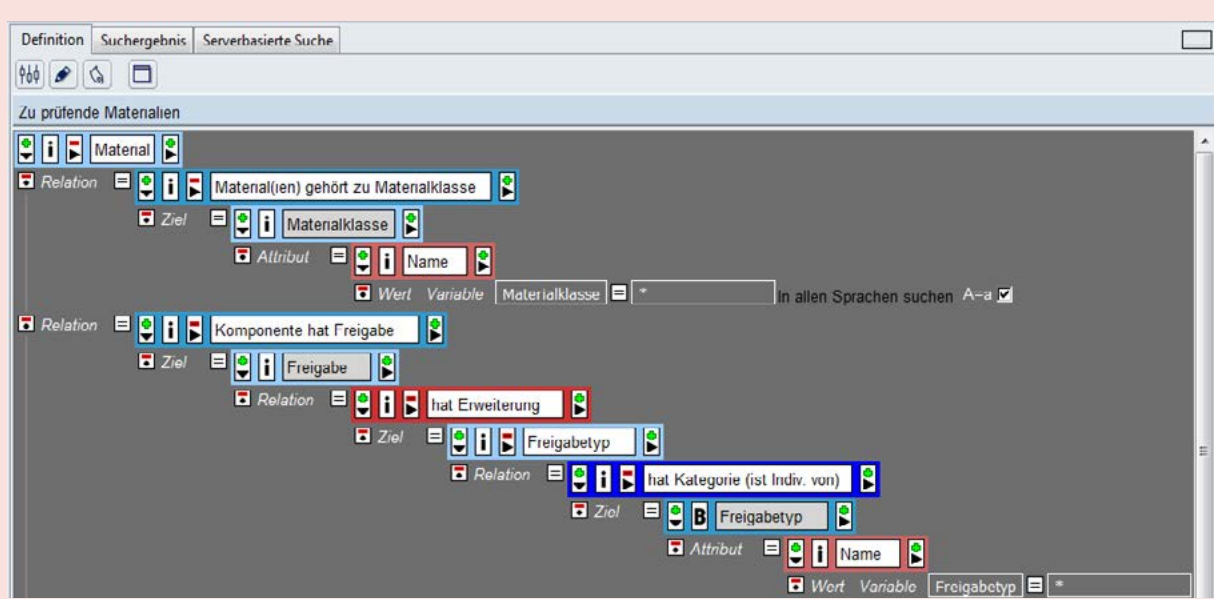 Definition Suchergebnis Serverbasierte Suche
Zu prüfende Materialien
i Material
Relation = i Material(ien) gehört zu Materialklasse
Ziel = i Materialklasse
Attribut = i Name
Wert Variable Materialklasse = * In allen Sprachen suchen A=a
Relation = i Komponente hat Freigabe
Ziel = i Freigabe
Relation = i hat Erweiterung
Ziel = i Freigabetyp
Relation = i hat Kategorie (ist Indiv. von)
Ziel = B Freigabetyp
Attribut = i Name
Wert Variable Freigabetyp = *